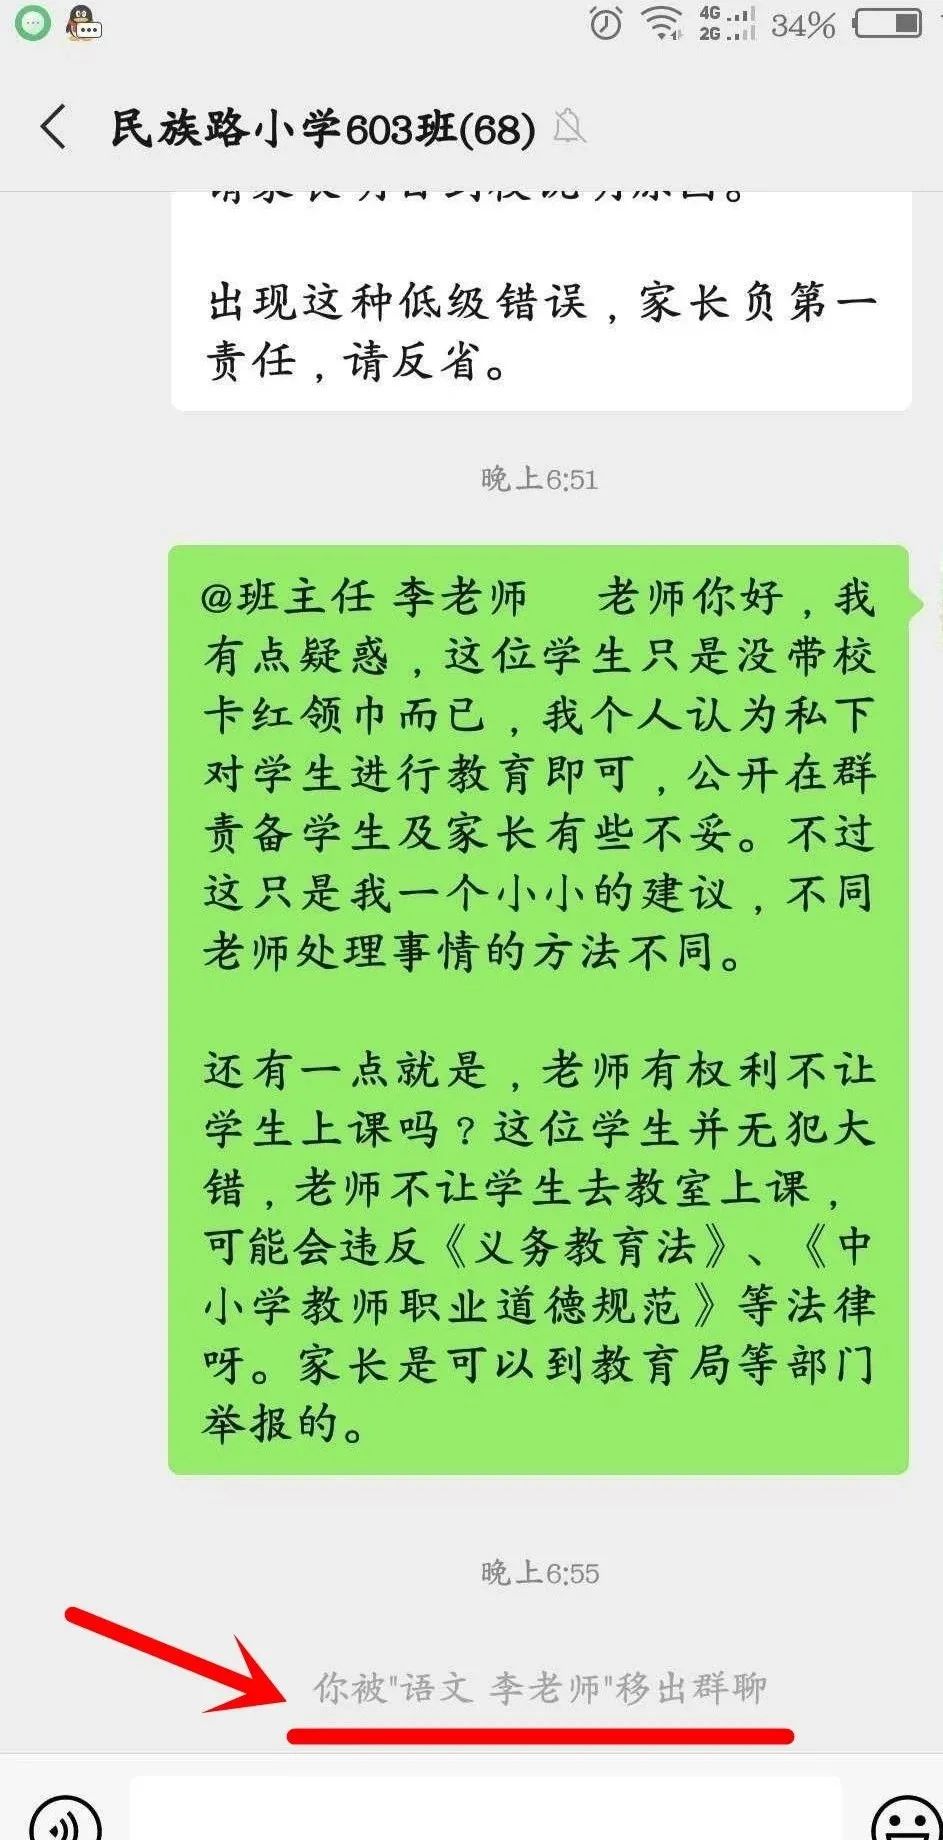 4G
2G
34%
民族路小学603班(68)
请家长明日到校说明原因。
出现这种低级错误，家长负第一
责任，请反省。
晚上6:51
@班主任 李老师 老师你好，我
有点疑惑，这位学生只是没带校
卡红领巾而已，我个人认为私下
对学生进行教育即可，公开在群
责备学生及家长有些不妥。不过
这只是我一个小小的建议，不同
老师处理事情的方法不同。
还有一点就是，老师有权利不让
学生上课吗？这位学生并无犯大
错，老师不让学生去教室上课，
可能会违反《义务教育法》、《中
小学教师职业道德规范》等法律
呀。家长是可以到教育局等部门
举报的。
晚上6:55
你被"语文 李老师"移出群聊